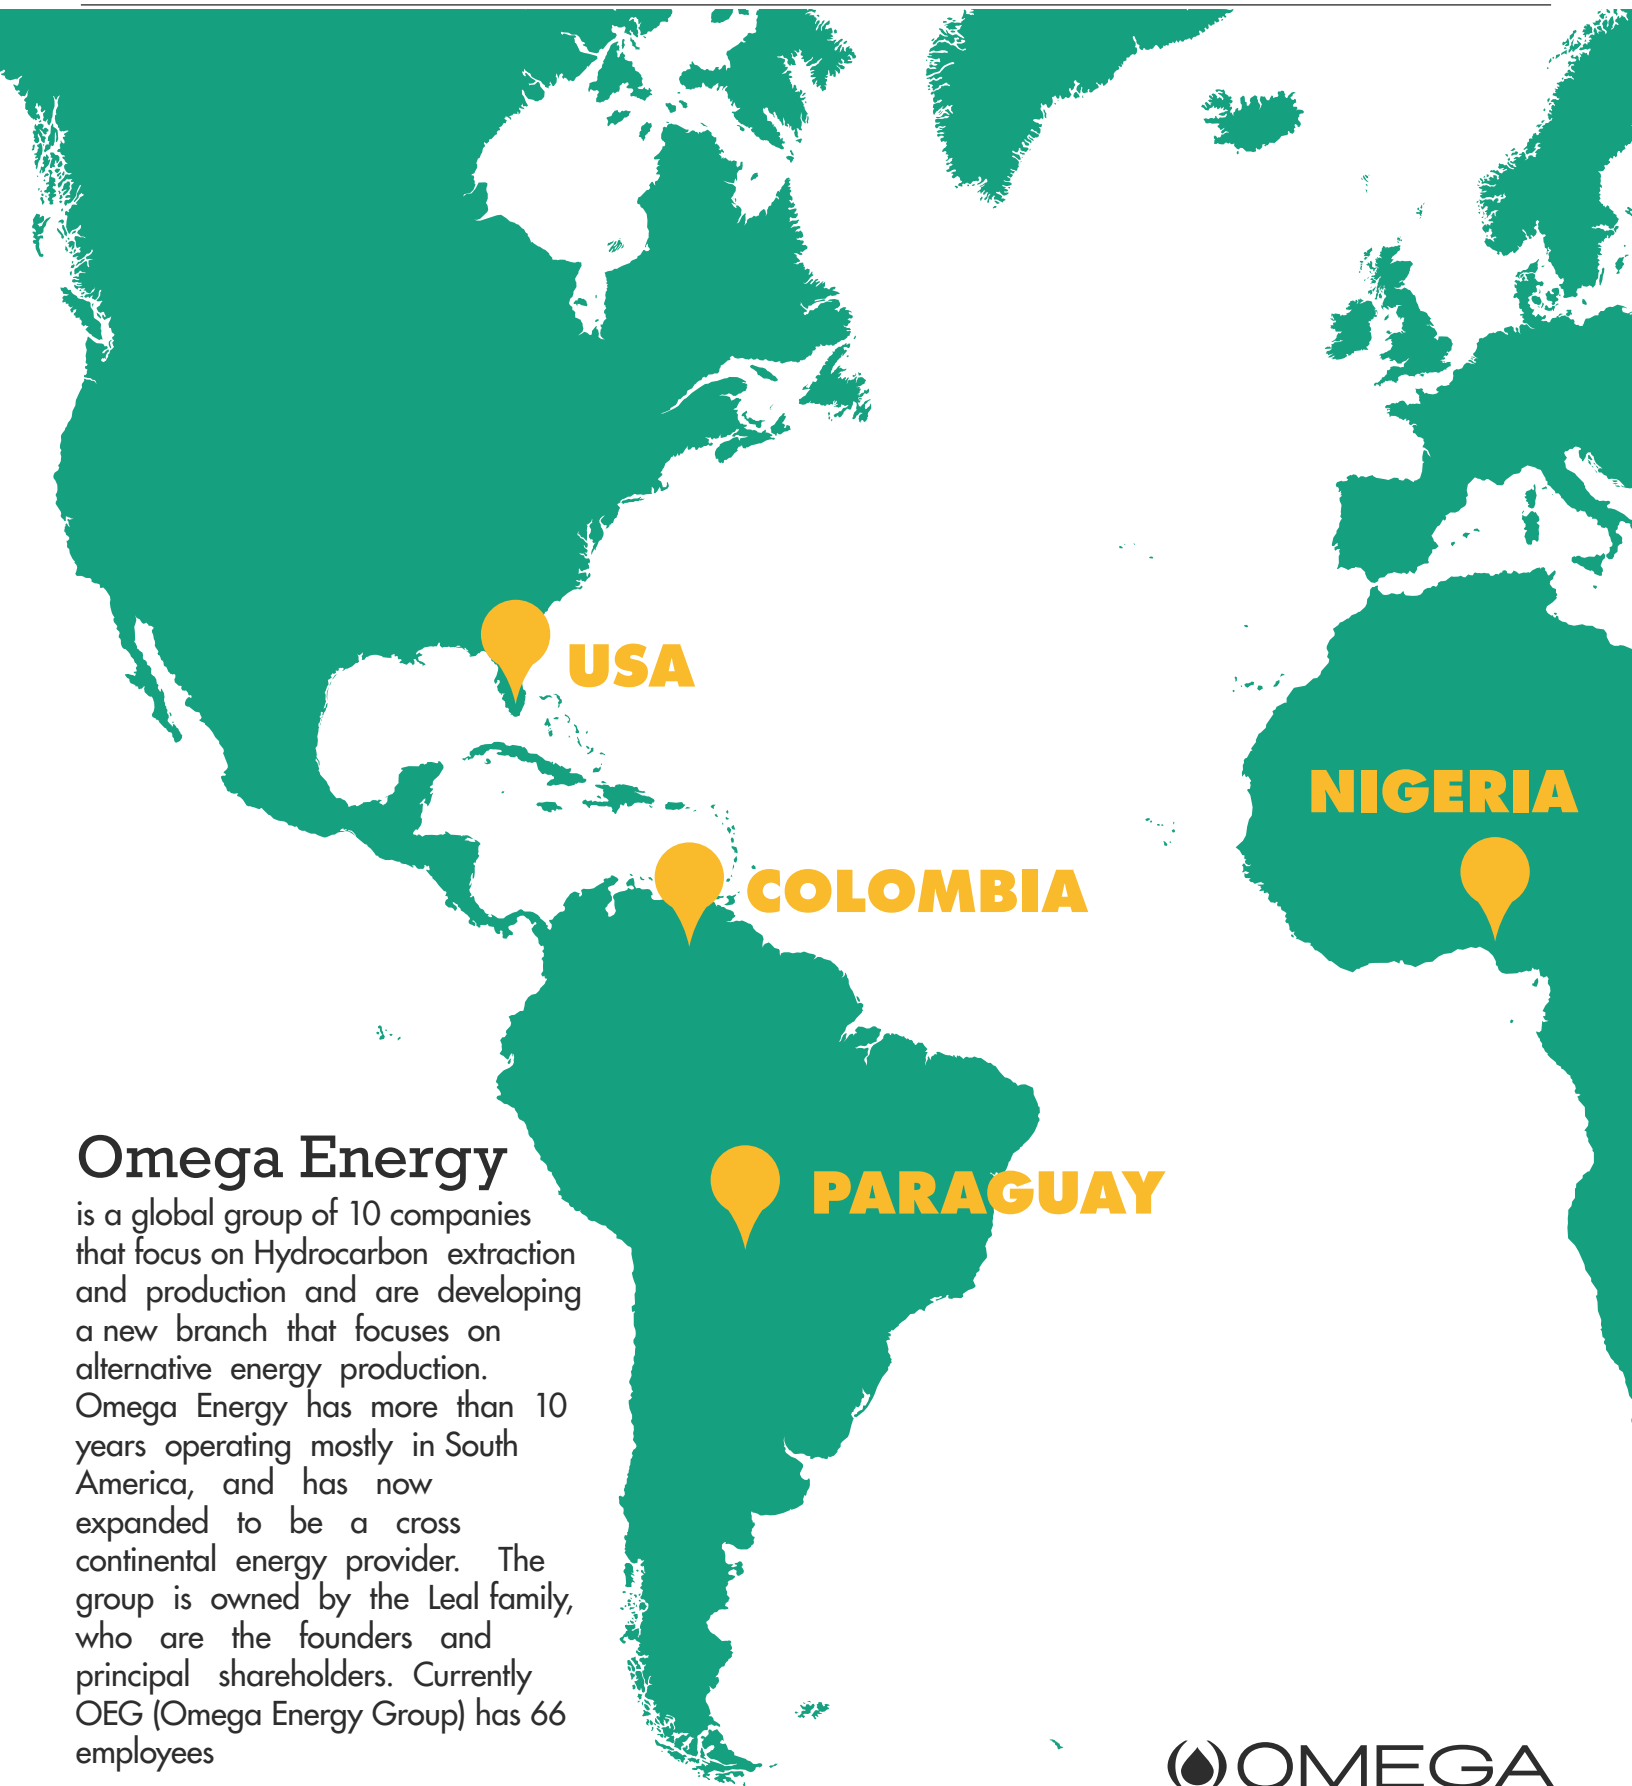 USA
NIGERIA
COLOMBIA
PARAGUAY
Omega Energy
is a global group of 10 companies
that focus on Hydrocarbon extraction
and production and are developing
a new branch that focuses on
alternative energy production.
Omega Energy has more than 10
years operating mostly in South
America, and has now
expanded to be a cross
continental energy provider. The
group is owned by the Leal family,
who are the founders and
principal shareholders. Currently
OEG (Omega Energy Group) has 66
employees
OMEGA